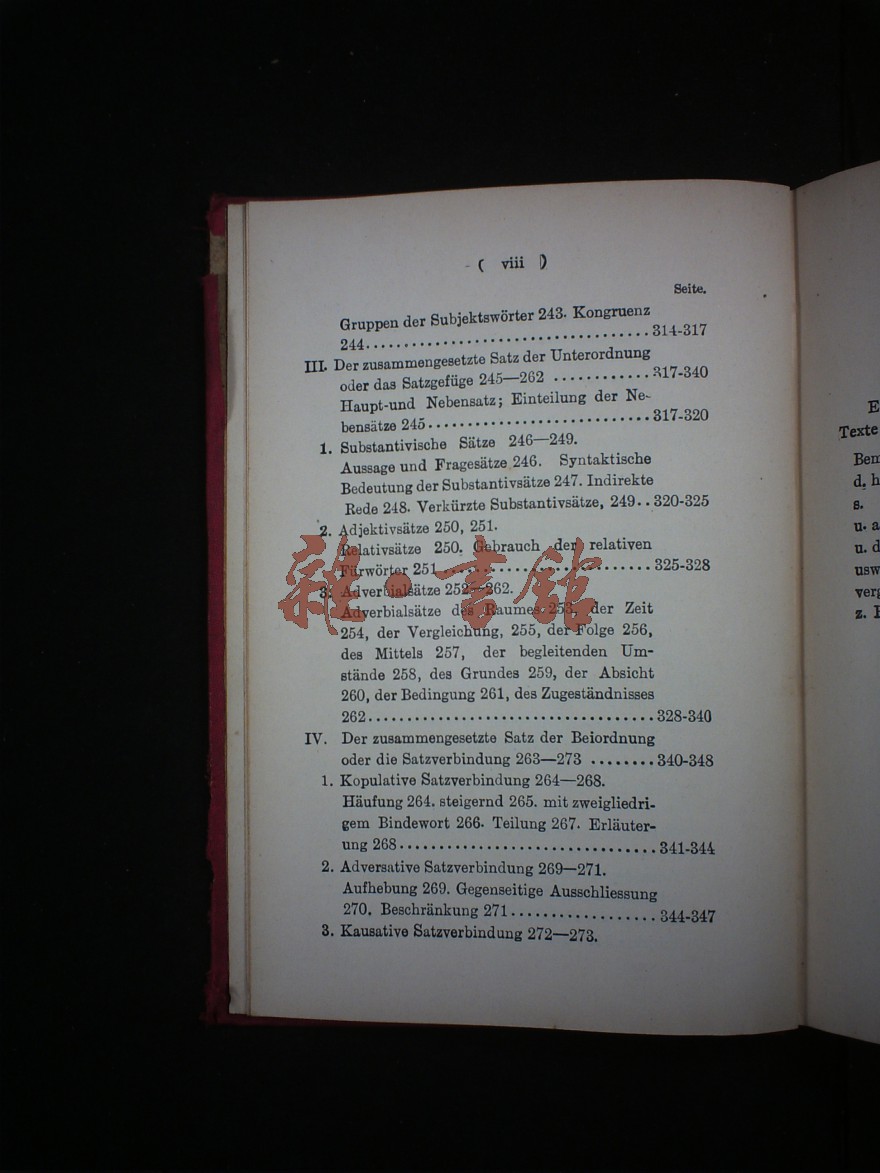 ( viii )
Seite.
Gruppen der Subjektswörter 243. Kongruenz
244....................................314-317
III. Der zusammengesetzte Satz der Unterordnung
oder das Satzgefüge 245—262 ............317-340
Haupt-und Nebensatz; Einteilung der Ne-
bensätze 245.............................317-320
1. Substantivische Sätze 246—249.
Aussage und Fragesätze 246. Syntaktische
Bedeutung der Substantivsätze 247. Indirekte
Rede 248. Verkürzte Substantivsätze, 249..320-325
2. Adjektivsätze 250, 251.
Relativsätze 250. Gebrauch der relativen
Fürwörter 251............................325-328
3. Adverbialsätze 252—262.
Adverbialsätze des Raumes 253, der Zeit
254, der Vergleichung, 255, der Folge 256,
des Mittels 257, der begleitenden Um-
stände 258, des Grundes 259, der Absicht
260, der Bedingung 261, des Zugeständnisses
262.....................................328-340
IV. Der zusammengesetzte Satz der Beiordnung
oder die Satzverbindung 263—273 ........340-348
1. Kopulative Satzverbindung 264—268.
Häufung 264. steigernd 265. mit zweigliedri-
gem Bindewort 266. Teilung 267. Erläuter-
ung 268.................................341-344
2. Adversative Satzverbindung 269—271.
Aufhebung 269. Gegenseitige Ausschliessung
270. Beschränkung 271...................344-347
3. Kausative Satzverbindung 272—273.
雜·書館
Texte
d. h
s.
u. a
u. d
usw
z. B